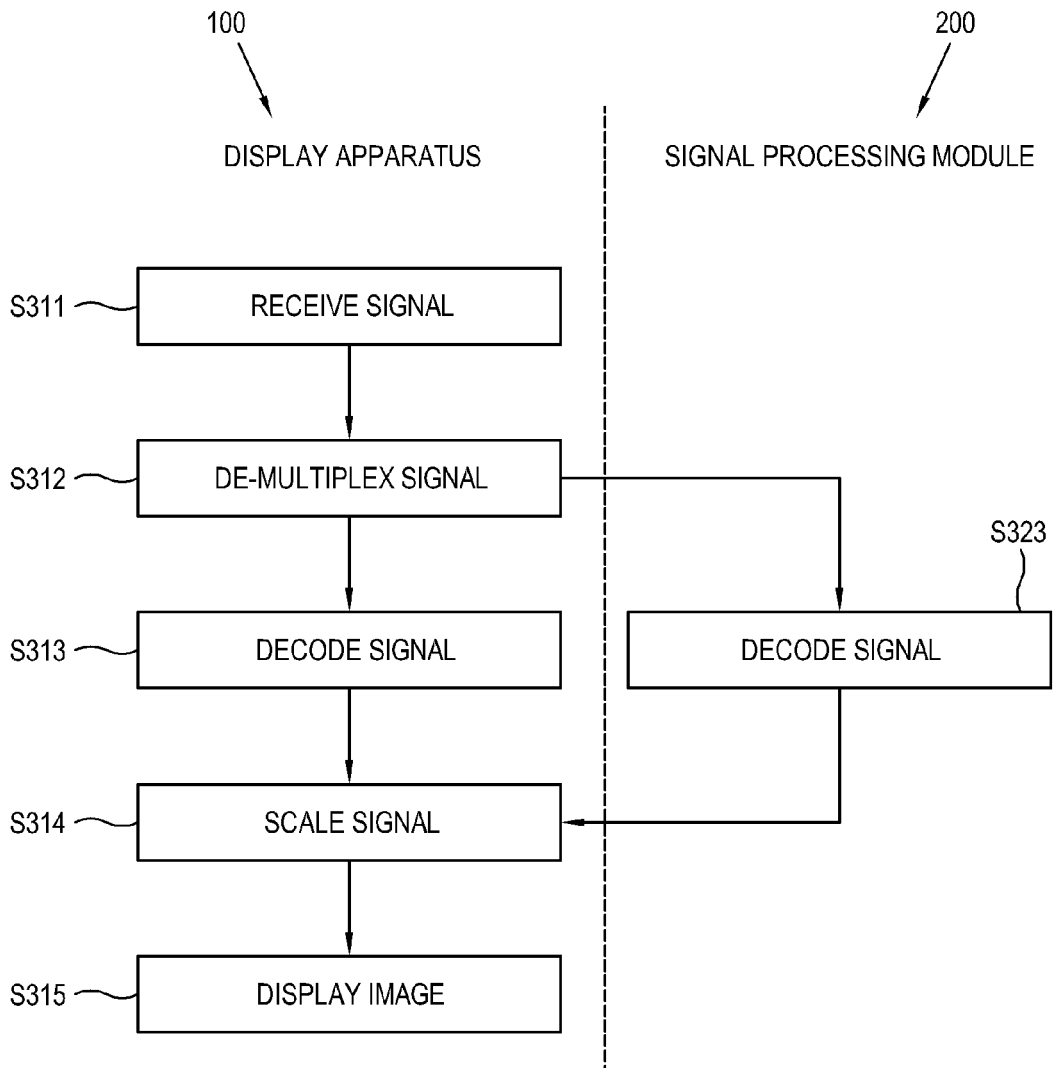 100
200
DISPLAY APPARATUS
SIGNAL PROCESSING MODULE
S311
RECEIVE SIGNAL
S312
DE-MULTIPLEX SIGNAL
S323
S313
DECODE SIGNAL
DECODE SIGNAL
S314
SCALE SIGNAL
S315
DISPLAY IMAGE